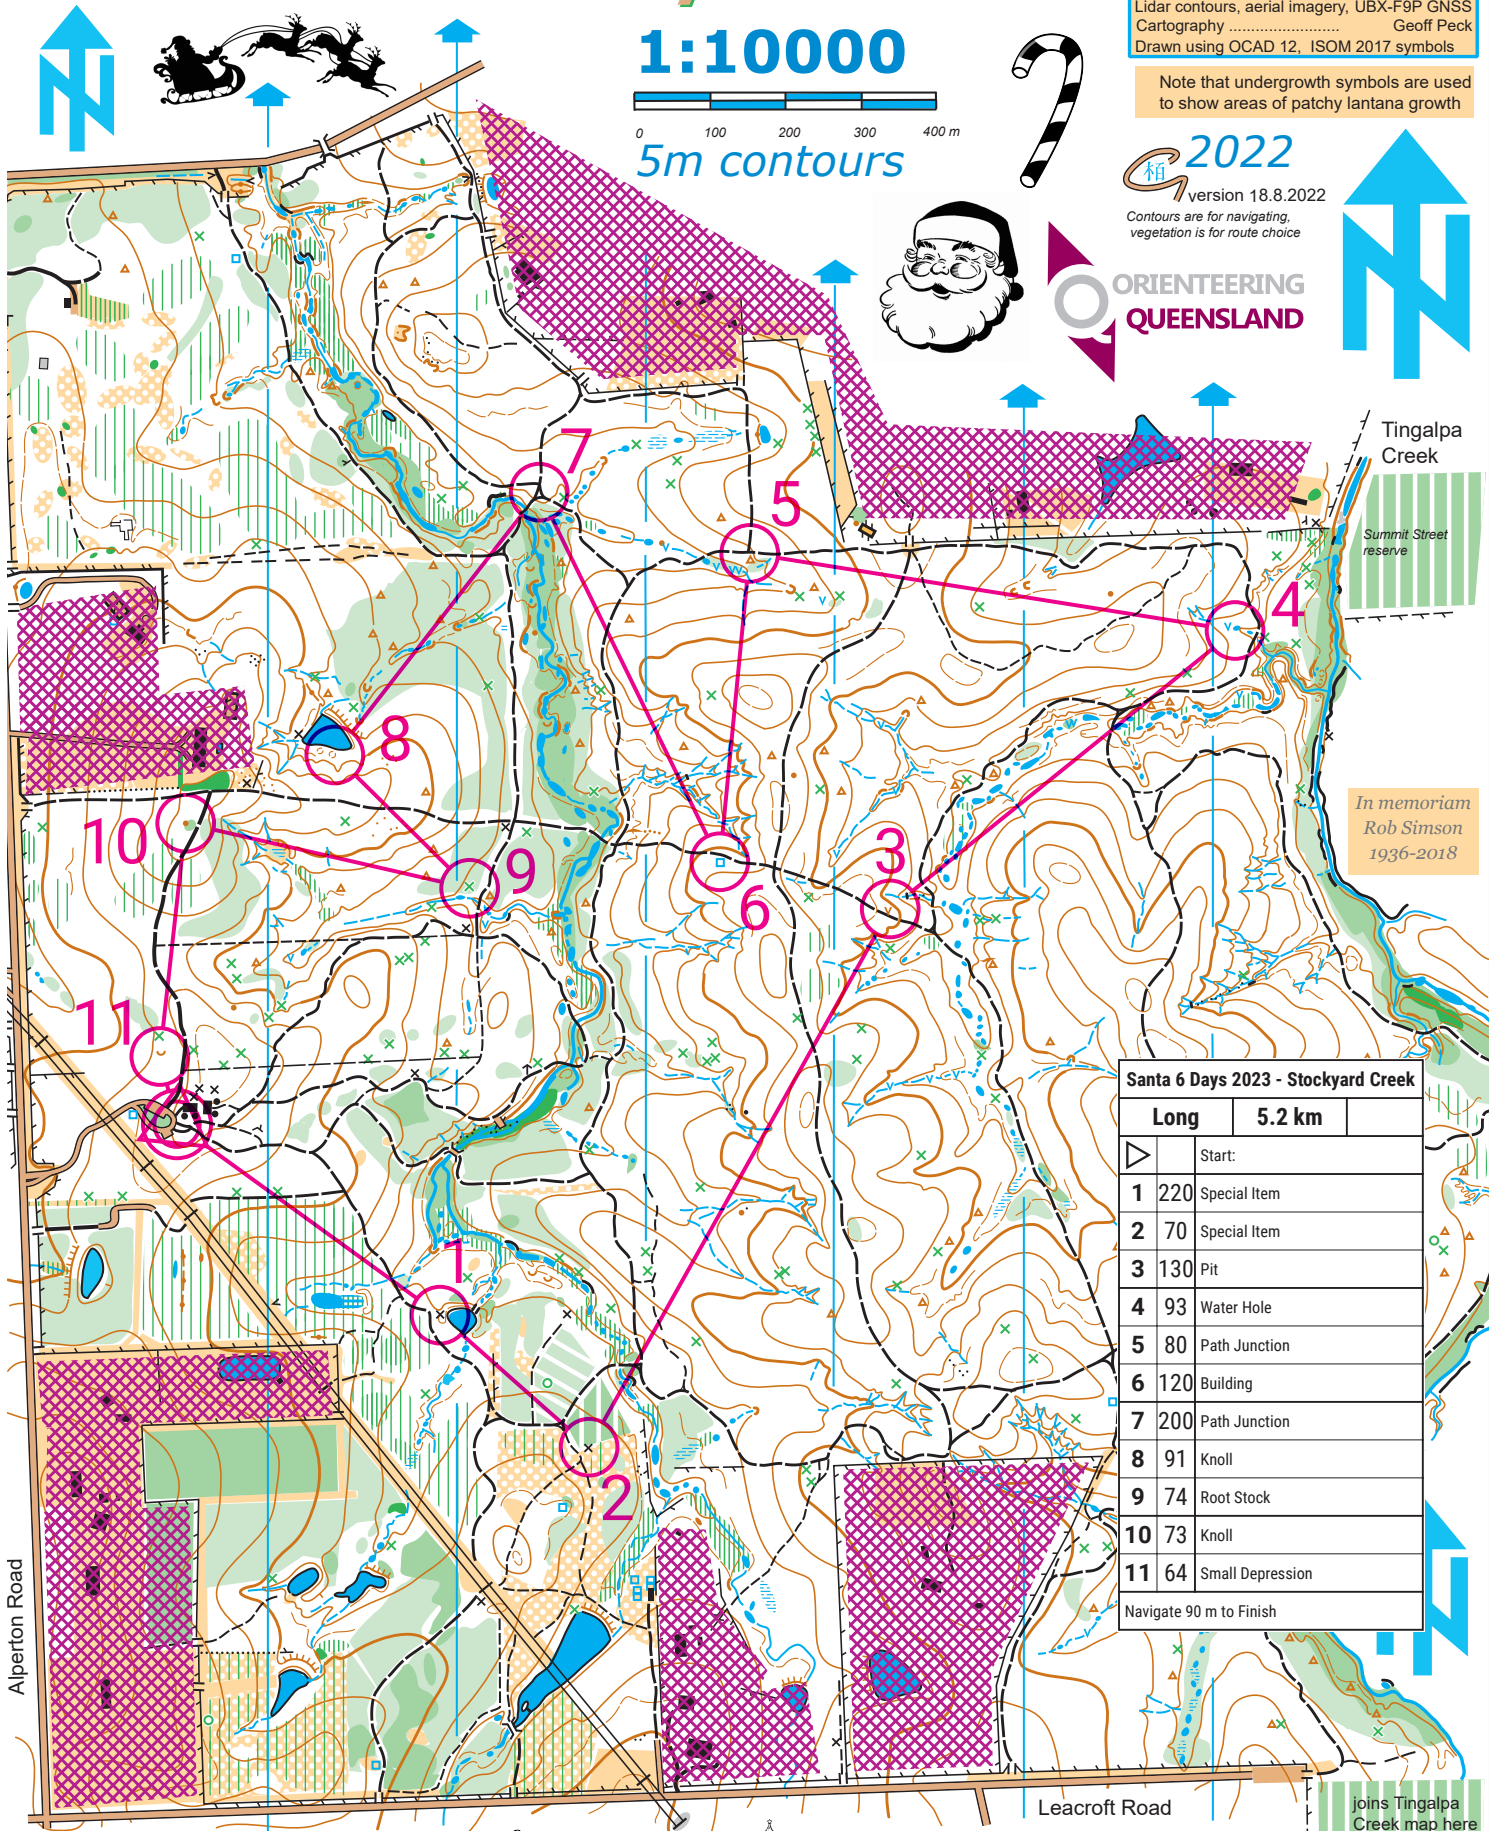 Lidar contours, aerial imagery, UBX-F9P GNSS
Cartography ......................... Geoff Peck
Drawn using OCAD 12, ISOM 2017 symbols
1:10000
Note that undergrowth symbols are used
to show areas of patchy lantana growth
0 100 200 300 400 m
5m contours
2022
version 18.8.2022
Contours are for navigating,
vegetation is for route choice
ORIENTEERING
QUEENSLAND
Tingalpa
Creek
Summit Street
reserve
7
5
4
8
10
9
3
6
In memoriam
Rob Simson
1936-2018
11
1
2
Santa 6 Days 2023 - Stockyard Creek
Long 5.2 km
Start:
1 220 Special Item
2 70 Special Item
3 130 Pit
4 93 Water Hole
5 80 Path Junction
6 120 Building
7 200 Path Junction
8 91 Knoll
9 74 Root Stock
10 73 Knoll
11 64 Small Depression
Navigate 90 m to Finish
Alperton Road
Leacroft Road
joins Tingalpa
Creek map here